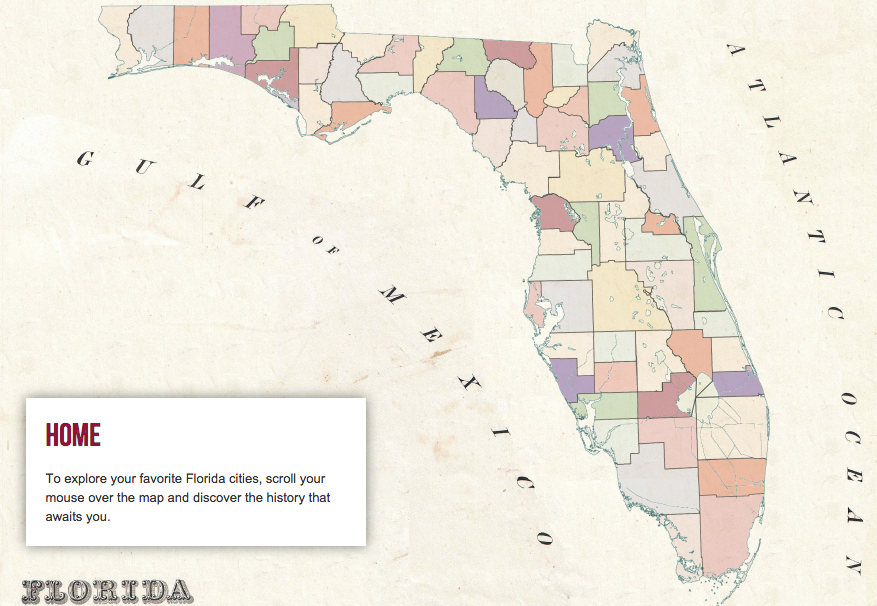 GULF OF MEXICO
ATLANTIC OCEAN
HOME
To explore your favorite Florida cities, scroll your
mouse over the map and discover the history that
awaits you.
FLORIDA